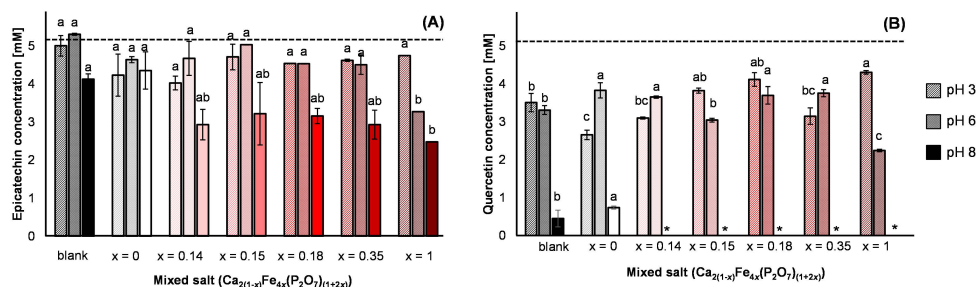 (A)
Epicatechin concentration [mM]
5
4
3
2
1
0
a a a a a a a a a a a a a a a
ab ab ab ab b b
blank x = 0 x = 0.14 x = 0.15 x = 0.18 x = 0.35 x = 1
Mixed salt (Ca2(1-x)Fe4x(P2O7)(1+2x))
(B)
Quercetin concentration [mM]
5
4
3
2
1
0
b b b c a a bc a * ab b * a ab * bc a * a c *
blank x = 0 x = 0.14 x = 0.15 x = 0.18 x = 0.35 x = 1
Mixed salt (Ca2(1-x)Fe4x(P2O7)(1+2x))
pH 3
pH 6
pH 8